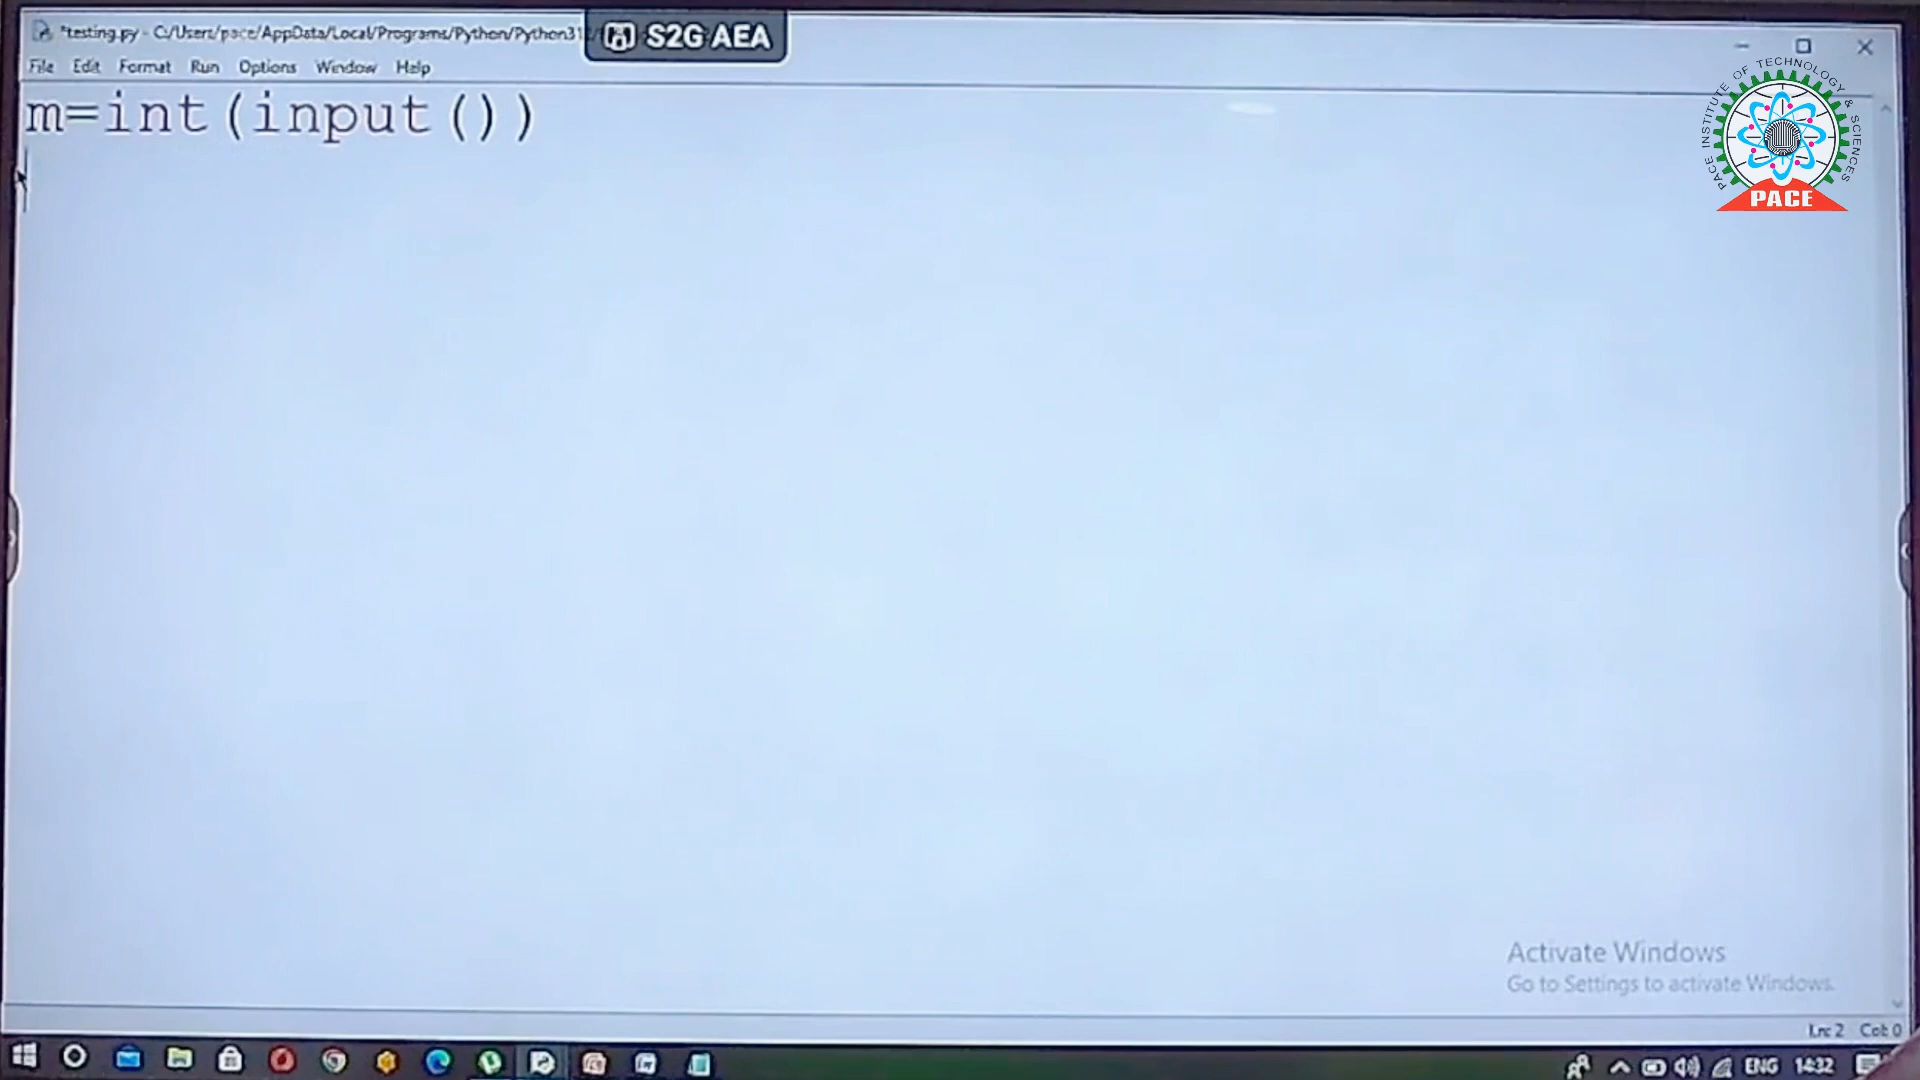 *testing.py - C:/Users/pace/AppData/Local/Programs/Python/Python31
S2G AEA
File Edit Format Run Options Window Help
m=int(input())
PACE INSTITUTE OF TECHNOLOGY & SCIENCES
PACE
Activate Windows
Go to Settings to activate Windows.
Ln: 2 Col: 0
ENG 14:32